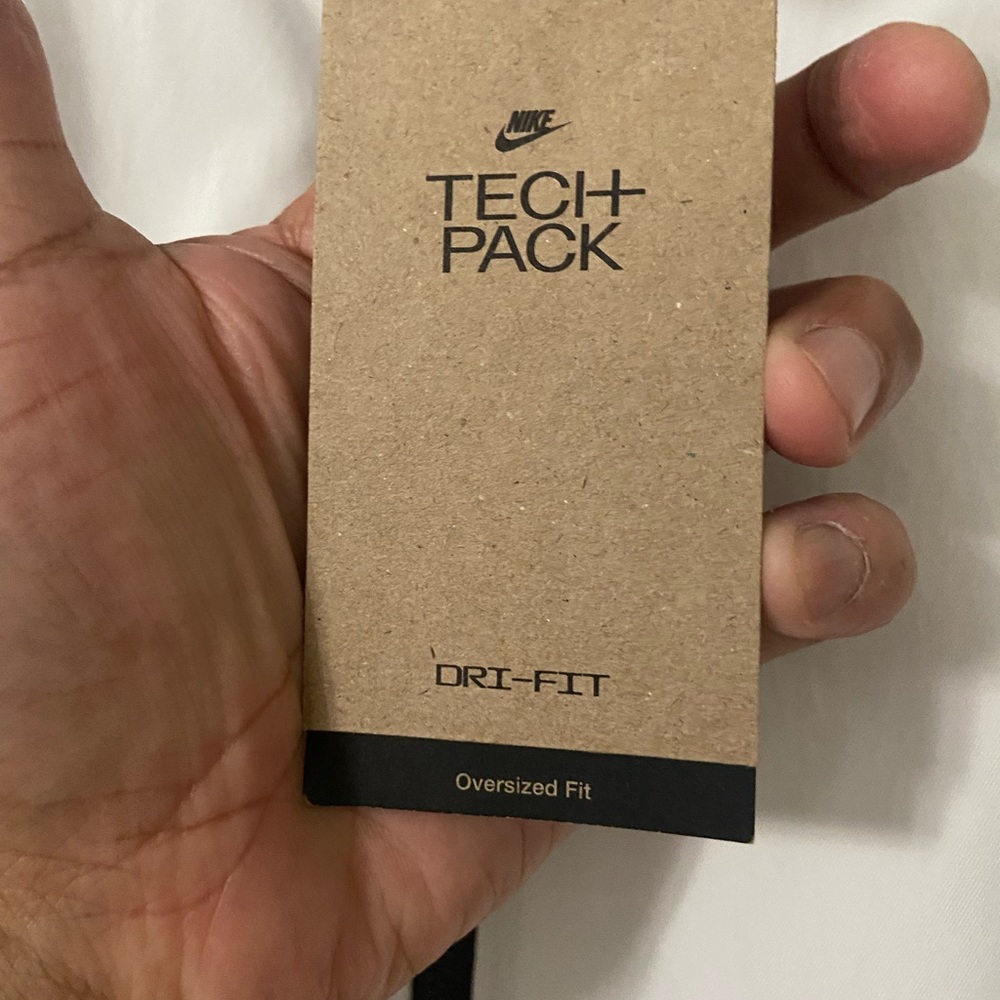 NIKE
TECH
PACK
DRI-FIT
Oversized Fit